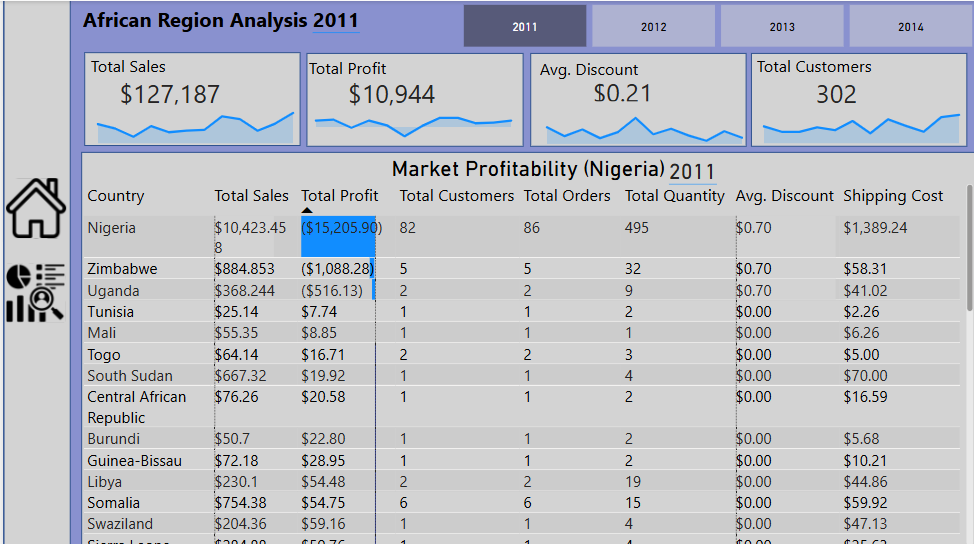 African Region Analysis 2011
2011
2012
2013
2014
Total Sales
$127,187
Total Profit
$10,944
Avg. Discount
$0.21
Total Customers
302
Market Profitability (Nigeria) 2011
Country Total Sales Total Profit Total Customers Total Orders Total Quantity Avg. Discount Shipping Cost
Nigeria $10,423.45 ($15,205.90) 82 86 495 $0.70 $1,389.24
8
Zimbabwe $884.853 ($1,088.28) 5 5 32 $0.70 $58.31
Uganda $368.244 ($516.13) 2 2 9 $0.70 $41.02
Tunisia $25.14 $7.74 1 1 2 $0.00 $2.26
Mali $55.35 $8.85 1 1 1 $0.00 $6.26
Togo $64.14 $16.71 2 2 3 $0.00 $5.00
South Sudan $667.32 $19.92 1 1 4 $0.00 $70.00
Central African $76.26 $20.58 1 1 2 $0.00 $16.59
Republic
Burundi $50.7 $22.80 1 1 2 $0.00 $5.68
Guinea-Bissau $72.18 $28.95 1 1 2 $0.00 $10.21
Libya $230.1 $54.48 2 2 19 $0.00 $44.86
Somalia $754.38 $54.75 6 6 15 $0.00 $59.92
Swaziland $204.36 $59.16 1 1 4 $0.00 $47.13